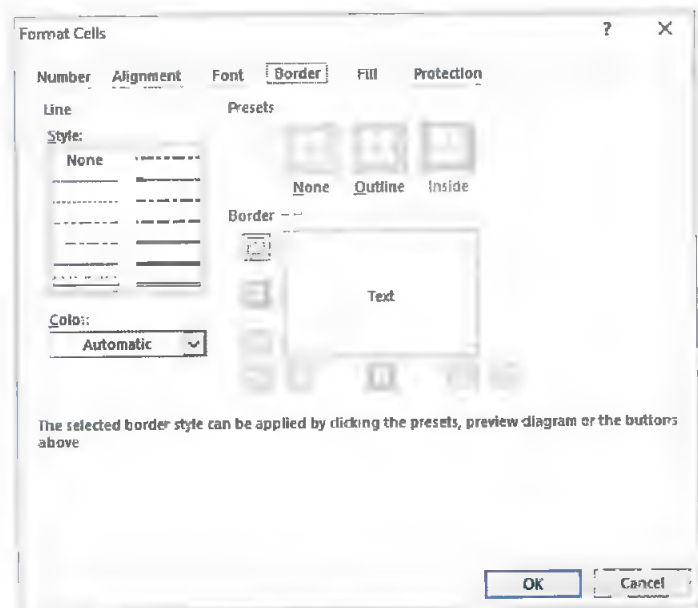 Format Cells ? ×
Number Alignment Font Border Fill Protection
Line
Style:
None
Presets
None Outline Inside
Border
Text
Color:
Automatic
The selected border style can be applied by clicking the presets, preview diagram or the buttons
above
OK Cancel